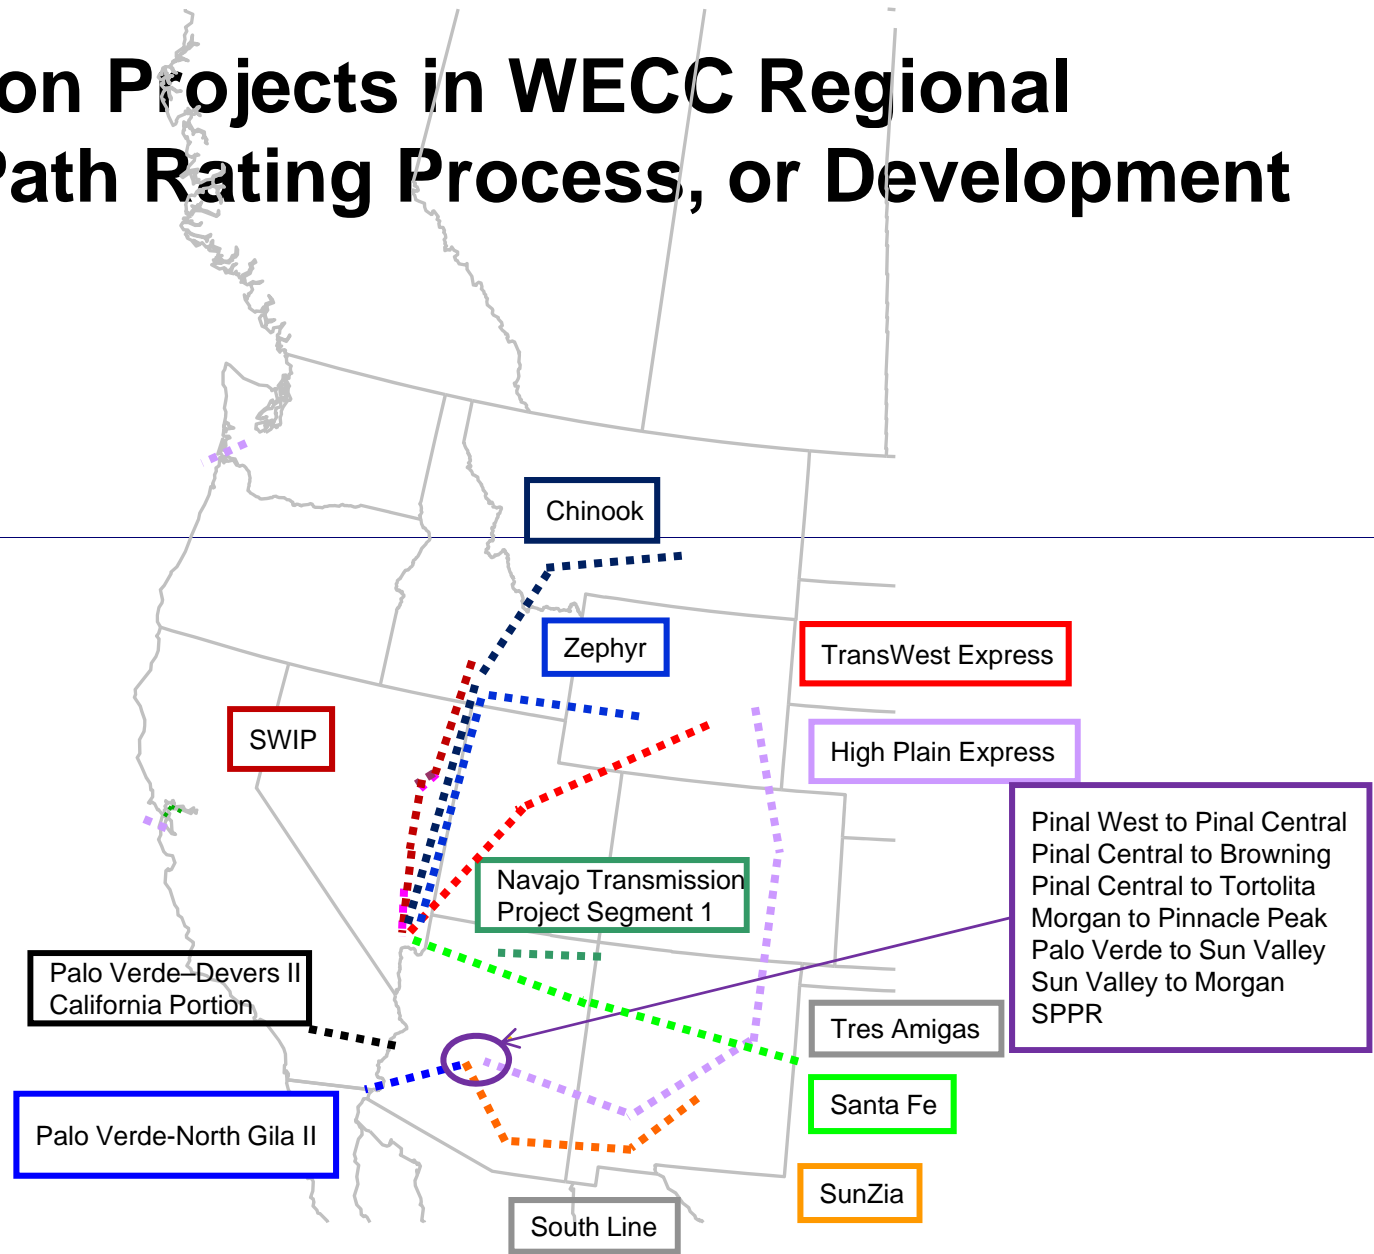 on Projects in WECC Regional
Path Rating Process, or Development
Chinook
Zephyr
TransWest Express
SWIP
High Plain Express
Pinal West to Pinal Central
Pinal Central to Browning
Pinal Central to Tortolita
Morgan to Pinnacle Peak
Palo Verde to Sun Valley
Sun Valley to Morgan
SPPR
Navajo Transmission
Project Segment 1
Palo Verde–Devers II
California Portion
Tres Amigas
Santa Fe
Palo Verde-North Gila II
SunZia
South Line